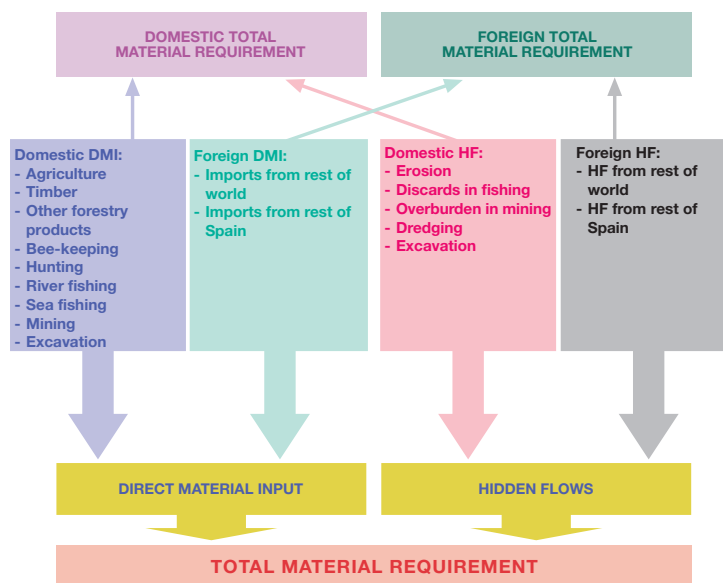 DOMESTIC TOTAL
MATERIAL REQUIREMENT
FOREIGN TOTAL
MATERIAL REQUIREMENT
Domestic DMI:
- Agriculture
- Timber
- Other forestry
products
- Bee-keeping
- Hunting
- River fishing
- Sea fishing
- Mining
- Excavation
Foreign DMI:
- Imports from rest of
world
- Imports from rest of
Spain
Domestic HF:
- Erosion
- Discards in fishing
- Overburden in mining
- Dredging
- Excavation
Foreign HF:
- HF from rest of
world
- HF from rest of
Spain
DIRECT MATERIAL INPUT
HIDDEN FLOWS
TOTAL MATERIAL REQUIREMENT